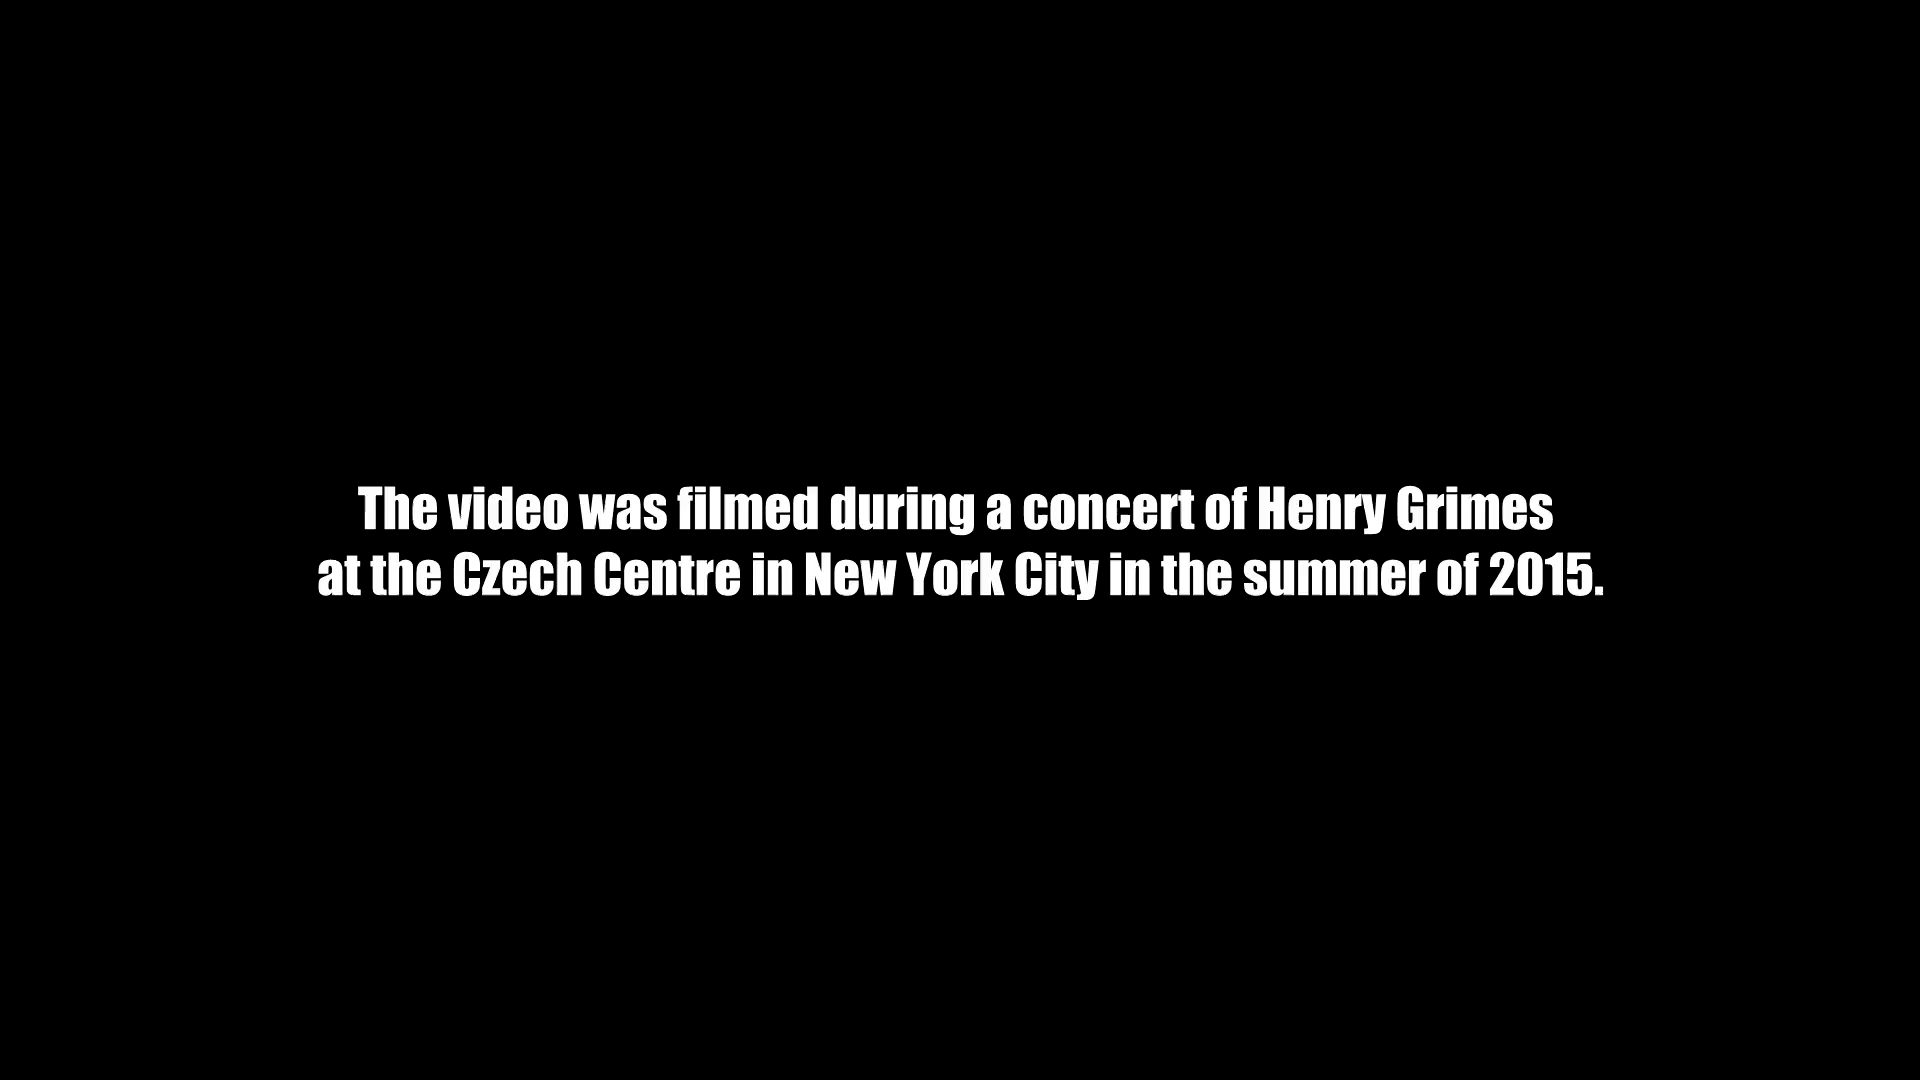 The video was filmed during a concert of Henry Grimes
at the Czech Centre in New York City in the summer of 2015.